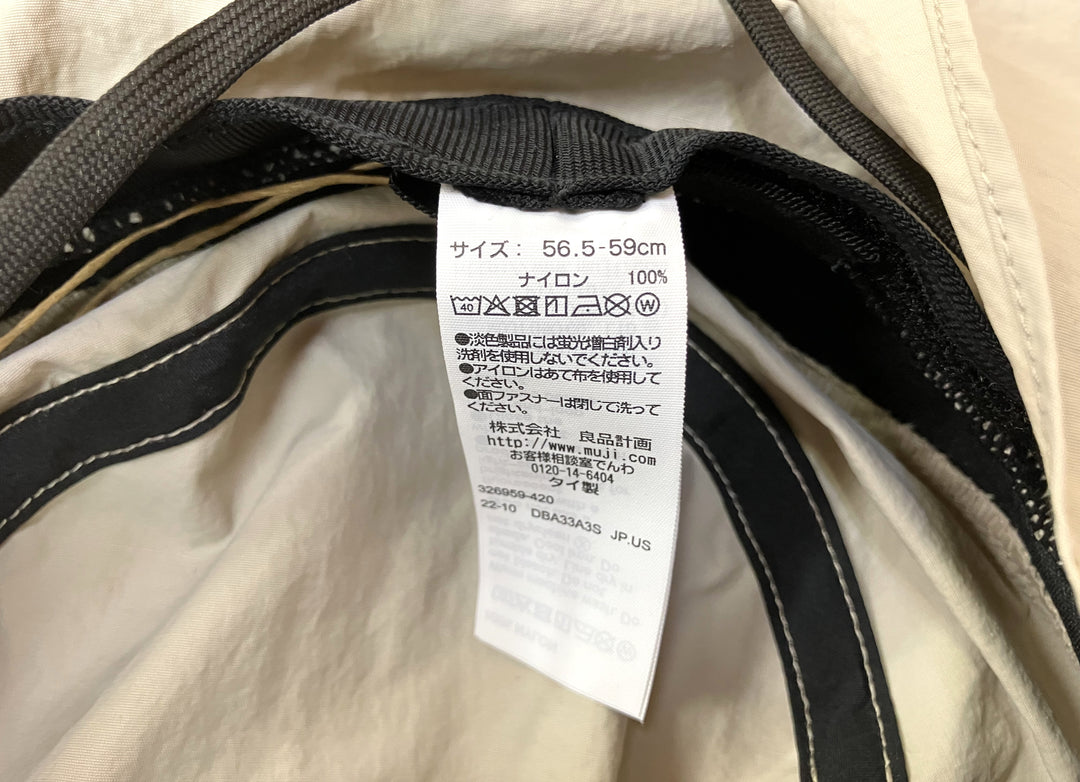 サイズ： 56.5-59cm
ナイロン 100%
40 W
●淡色製品には蛍光増白剤入り
洗剤を使用しないでください。
●アイロンはあて布を使用して
ください。
●面ファスナーは閉じて洗って
ください。
株式会社 良品計画
http://www.muji.com
お客様相談室でんわ
0120-14-6404
タイ製
326959-420
22-10 DBA33A3S JP.US